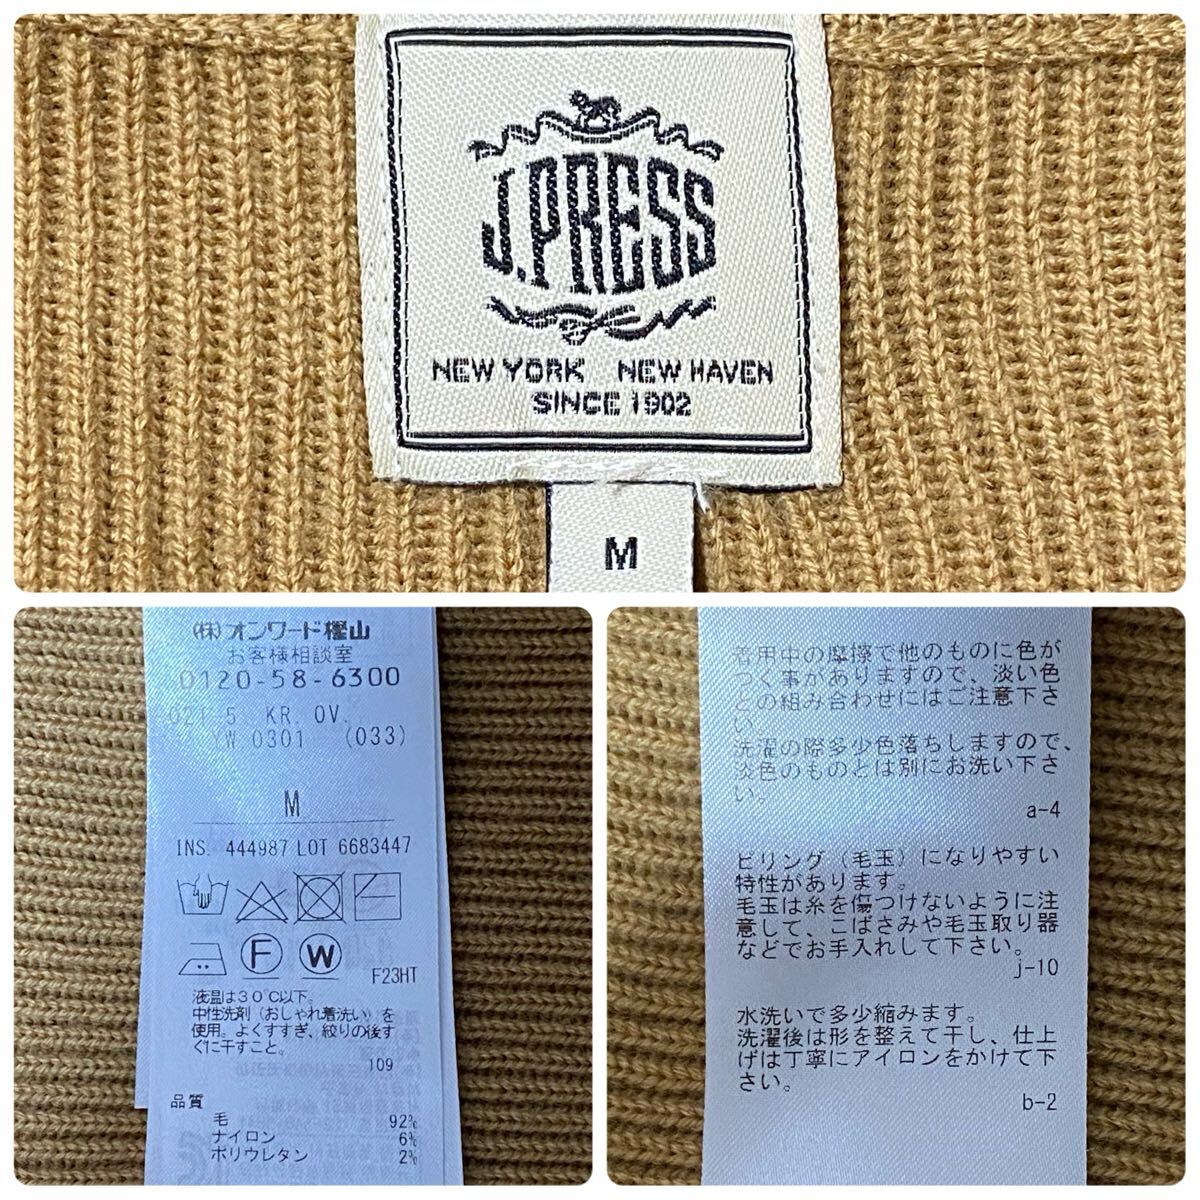 J.PRESS
NEW YORK NEW HAVEN
SINCE 1902
M
(株)オンワード樫山
お客様相談室
0120-58-6300
021-5 KR. OV.
YW.0301 (033)
M
INS. 444987 LOT 6683447
F W
F23HT
液温は30℃以下。
中性洗剤(おしゃれ着洗い)を
使用。よくすすぎ、絞りの後す
ぐに干すこと。
109
品質
毛 92%
ナイロン 6%
ポリウレタン 2%
着用中の摩擦で他のものに色が
つく事がありますので、淡い色
との組み合わせにはご注意下さ
い。
洗濯の際多少色落ちしますので、
淡色のものとは別にお洗い下さ
い。
a-4
ピリング(毛玉)になりやすい
特性があります。
毛玉は糸を傷つけないように注
意して、こばさみや毛玉取り器
などでお手入れして下さい。
j-10
水洗いで多少縮みます。
洗濯後は形を整えて干し、仕上
げは丁寧にアイロンをかけて下
さい。
b-2